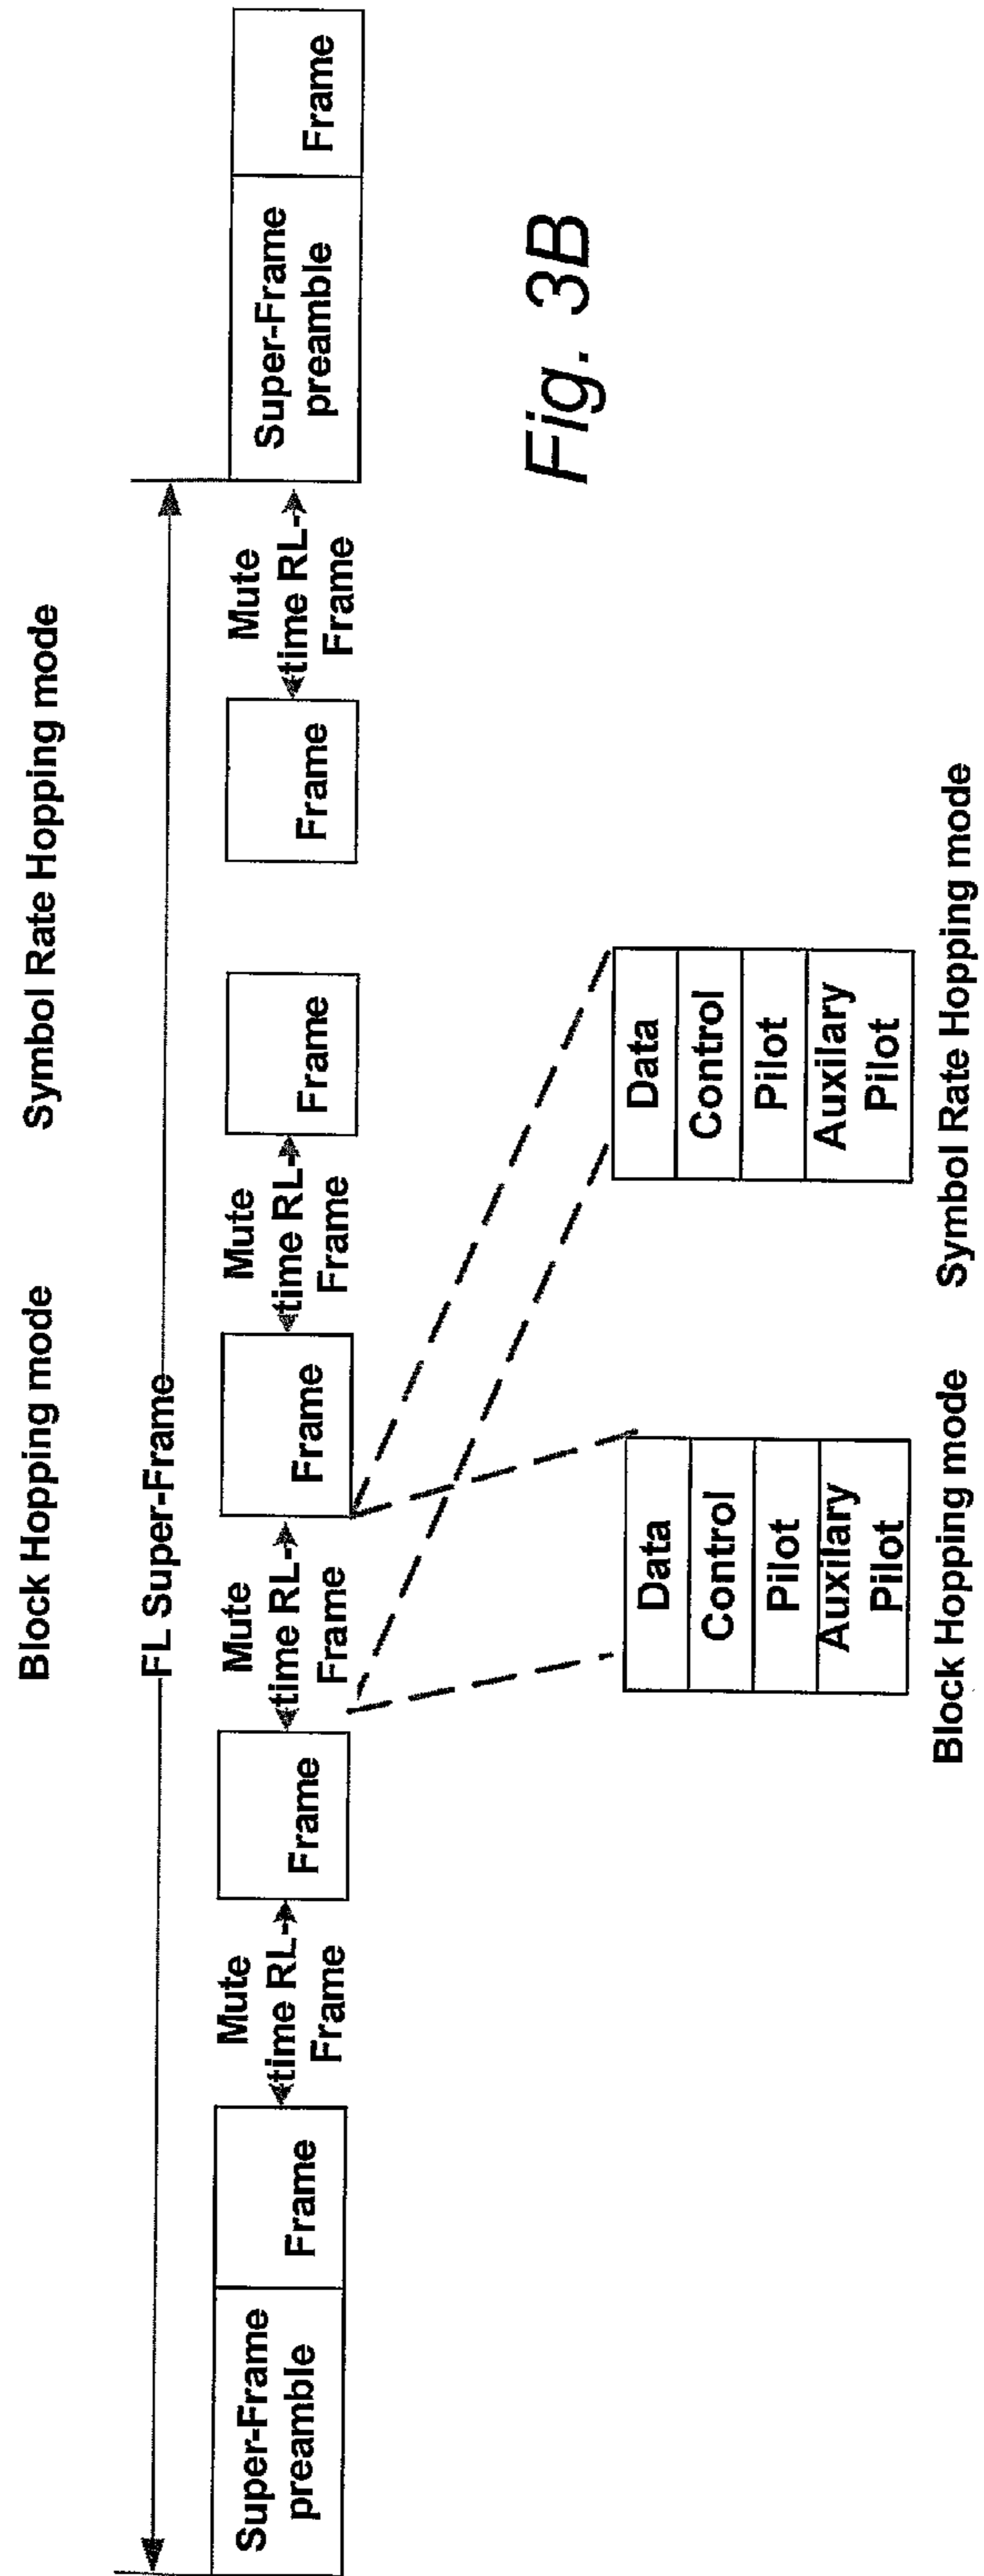 Block Hopping mode
Symbol Rate Hopping mode
FL Super-Frame
Super-Frame
preamble
Frame
Mute
time RL-
Frame
Frame
Mute
time RL-
Frame
Frame
Mute
time RL-
Frame
Frame
Frame
Mute
time RL-
Frame
Super-Frame
preamble
Frame
Data
Control
Pilot
Auxilary
Pilot
Block Hopping mode
Data
Control
Pilot
Auxilary
Pilot
Symbol Rate Hopping mode
Fig. 3B